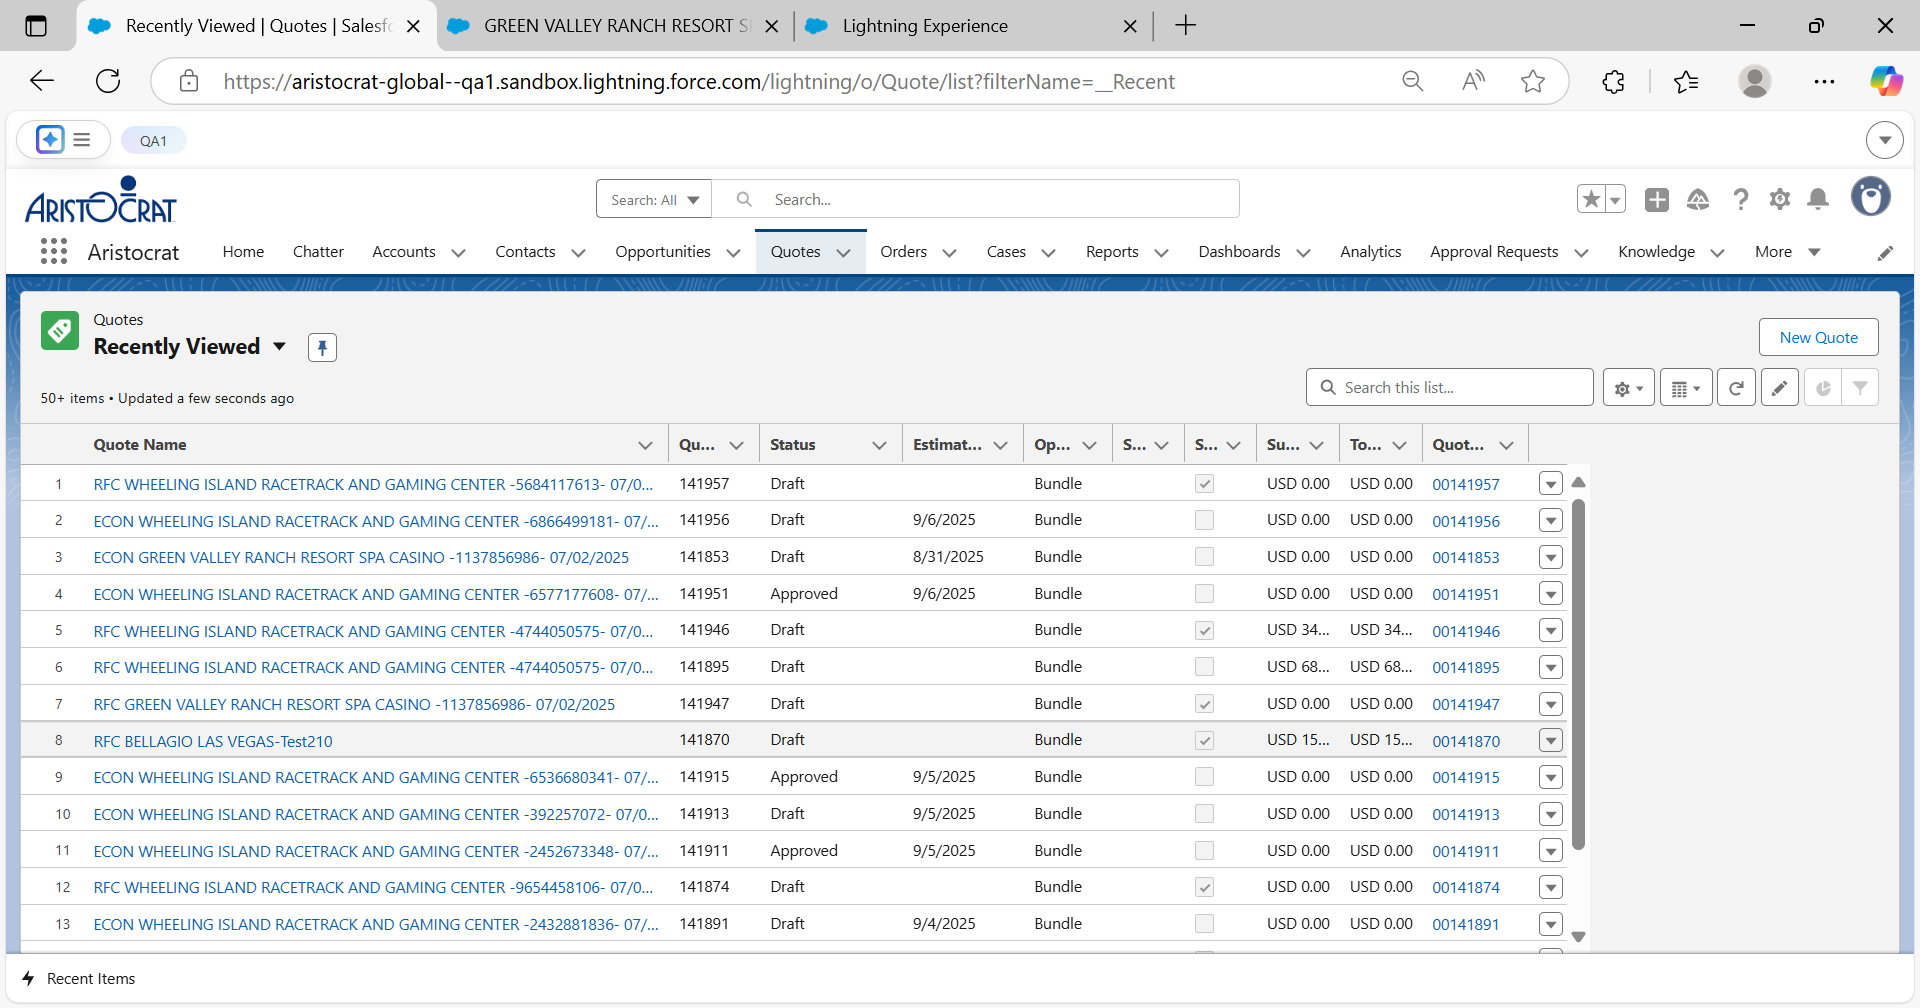 Recently Viewed | Quotes | Salesfo
GREEN VALLEY RANCH RESORT S
Lightning Experience
https://aristocrat-global--qa1.sandbox.lightning.force.com/lightning/o/Quote/list?filterName=__Recent
QA1
ARISTOCRAT
Search: All
Search...
Aristocrat
Home
Chatter
Accounts
Contacts
Opportunities
Quotes
Orders
Cases
Reports
Dashboards
Analytics
Approval Requests
Knowledge
More
Quotes
Recently Viewed
New Quote
50+ items • Updated a few seconds ago
Search this list...
Quote Name Qu... Status Estimat... Op... S... S... Su... To... Quot...
1 RFC WHEELING ISLAND RACETRACK AND GAMING CENTER -5684117613- 07/0... 141957 Draft Bundle USD 0.00 USD 0.00 00141957
2 ECON WHEELING ISLAND RACETRACK AND GAMING CENTER -6866499181- 07/... 141956 Draft 9/6/2025 Bundle USD 0.00 USD 0.00 00141956
3 ECON GREEN VALLEY RANCH RESORT SPA CASINO -1137856986- 07/02/2025 141853 Draft 8/31/2025 Bundle USD 0.00 USD 0.00 00141853
4 ECON WHEELING ISLAND RACETRACK AND GAMING CENTER -6577177608- 07/... 141951 Approved 9/6/2025 Bundle USD 0.00 USD 0.00 00141951
5 RFC WHEELING ISLAND RACETRACK AND GAMING CENTER -4744050575- 07/0... 141946 Draft Bundle USD 34... USD 34... 00141946
6 RFC WHEELING ISLAND RACETRACK AND GAMING CENTER -4744050575- 07/0... 141895 Draft Bundle USD 68... USD 68... 00141895
7 RFC GREEN VALLEY RANCH RESORT SPA CASINO -1137856986- 07/02/2025 141947 Draft Bundle USD 0.00 USD 0.00 00141947
8 RFC BELLAGIO LAS VEGAS-Test210 141870 Draft Bundle USD 15... USD 15... 00141870
9 ECON WHEELING ISLAND RACETRACK AND GAMING CENTER -6536680341- 07/... 141915 Approved 9/5/2025 Bundle USD 0.00 USD 0.00 00141915
10 ECON WHEELING ISLAND RACETRACK AND GAMING CENTER -392257072- 07/0... 141913 Draft 9/5/2025 Bundle USD 0.00 USD 0.00 00141913
11 ECON WHEELING ISLAND RACETRACK AND GAMING CENTER -2452673348- 07/... 141911 Approved 9/5/2025 Bundle USD 0.00 USD 0.00 00141911
12 RFC WHEELING ISLAND RACETRACK AND GAMING CENTER -9654458106- 07/0... 141874 Draft Bundle USD 0.00 USD 0.00 00141874
13 ECON WHEELING ISLAND RACETRACK AND GAMING CENTER -2432881836- 07/... 141891 Draft 9/4/2025 Bundle USD 0.00 USD 0.00 00141891
Recent Items